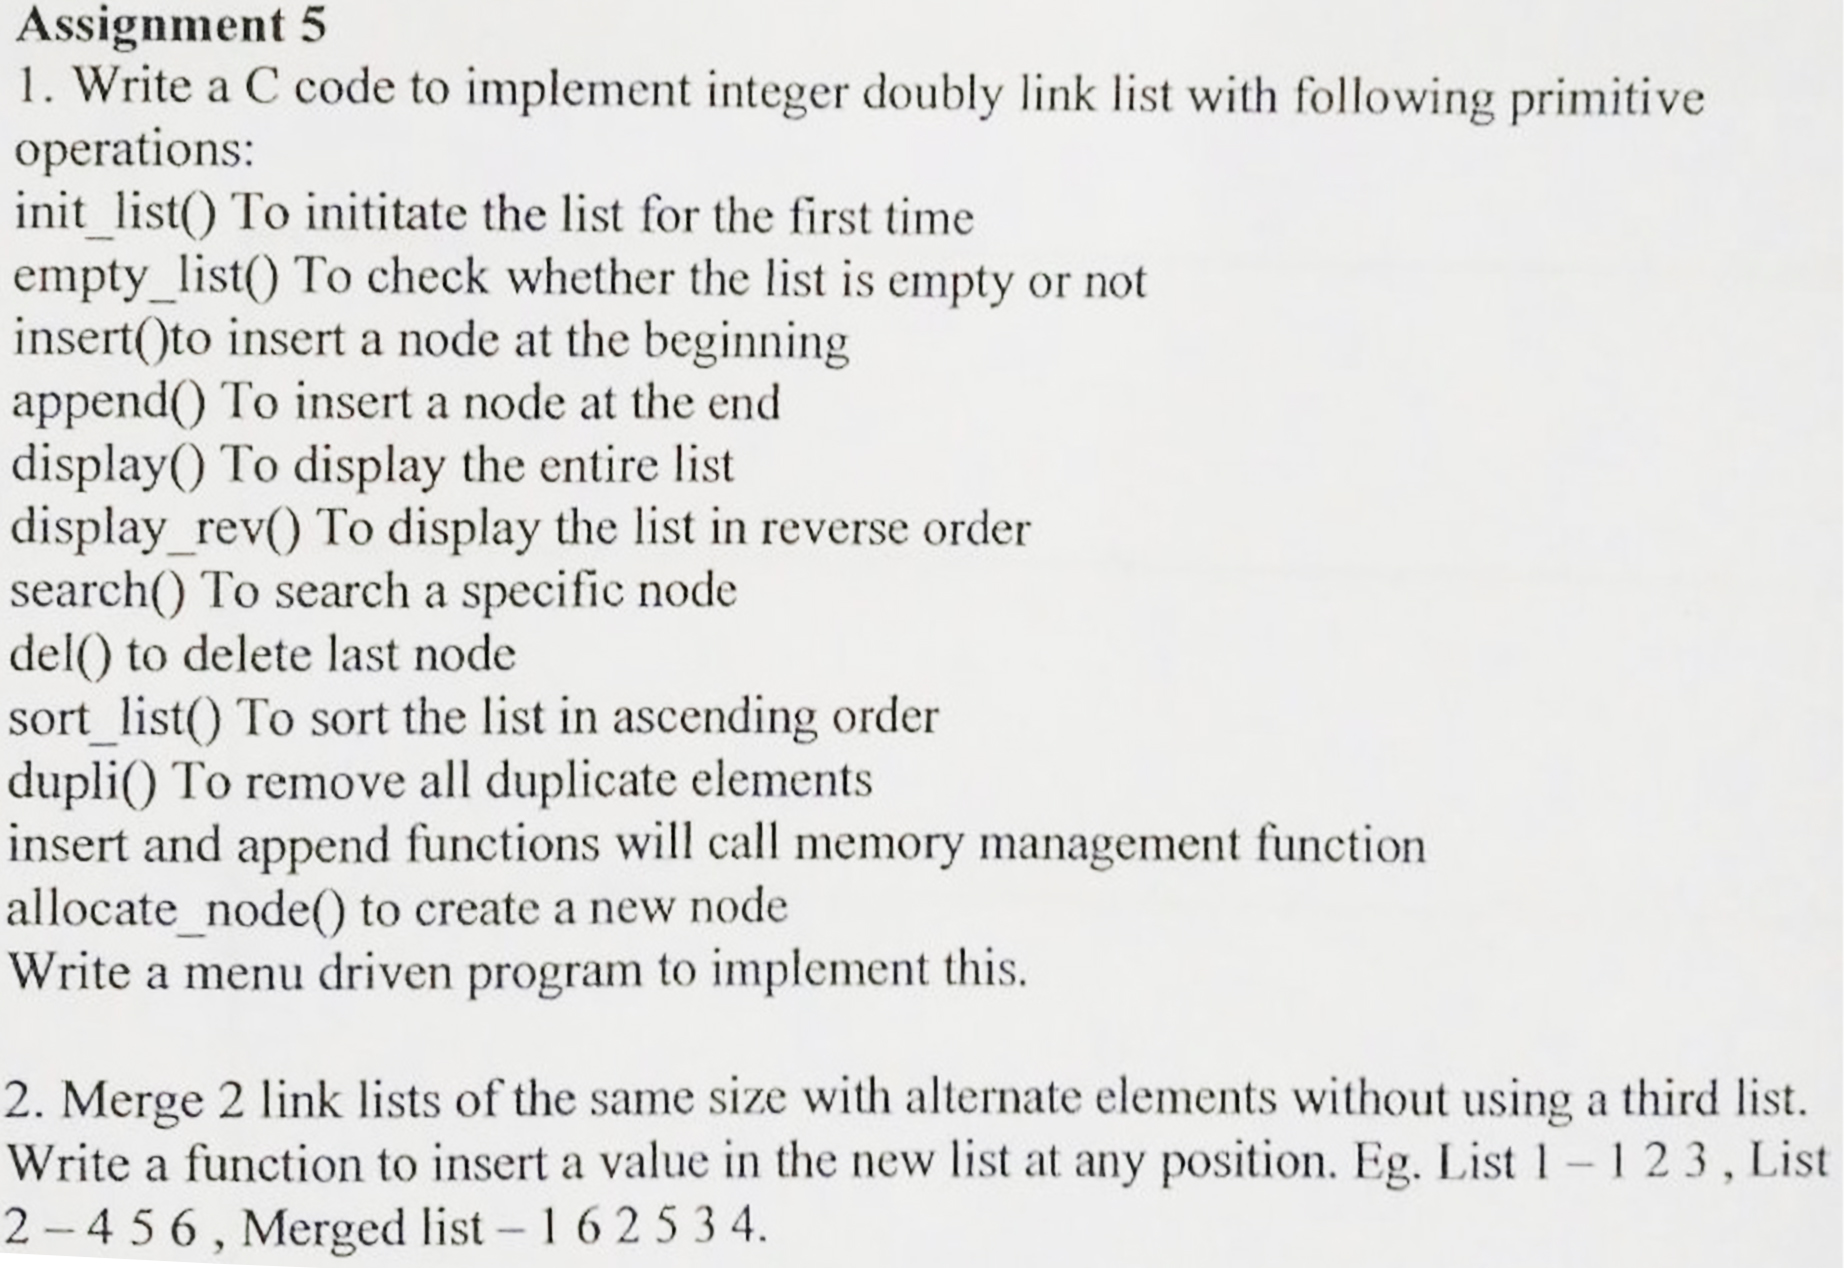 Assignment 5
1. Write a C code to implement integer doubly link list with following primitive
operations:
init_list() To inititate the list for the first time
empty_list() To check whether the list is empty or not
insert()to insert a node at the beginning
append() To insert a node at the end
display() To display the entire list
display_rev() To display the list in reverse order
search() To search a specific node
del() to delete last node
sort_list() To sort the list in ascending order
dupli() To remove all duplicate elements
insert and append functions will call memory management function
allocate_node() to create a new node
Write a menu driven program to implement this.
2. Merge 2 link lists of the same size with alternate elements without using a third list.
Write a function to insert a value in the new list at any position. Eg. List 1 – 1 2 3 , List
2 – 4 5 6 , Merged list – 1 6 2 5 3 4.